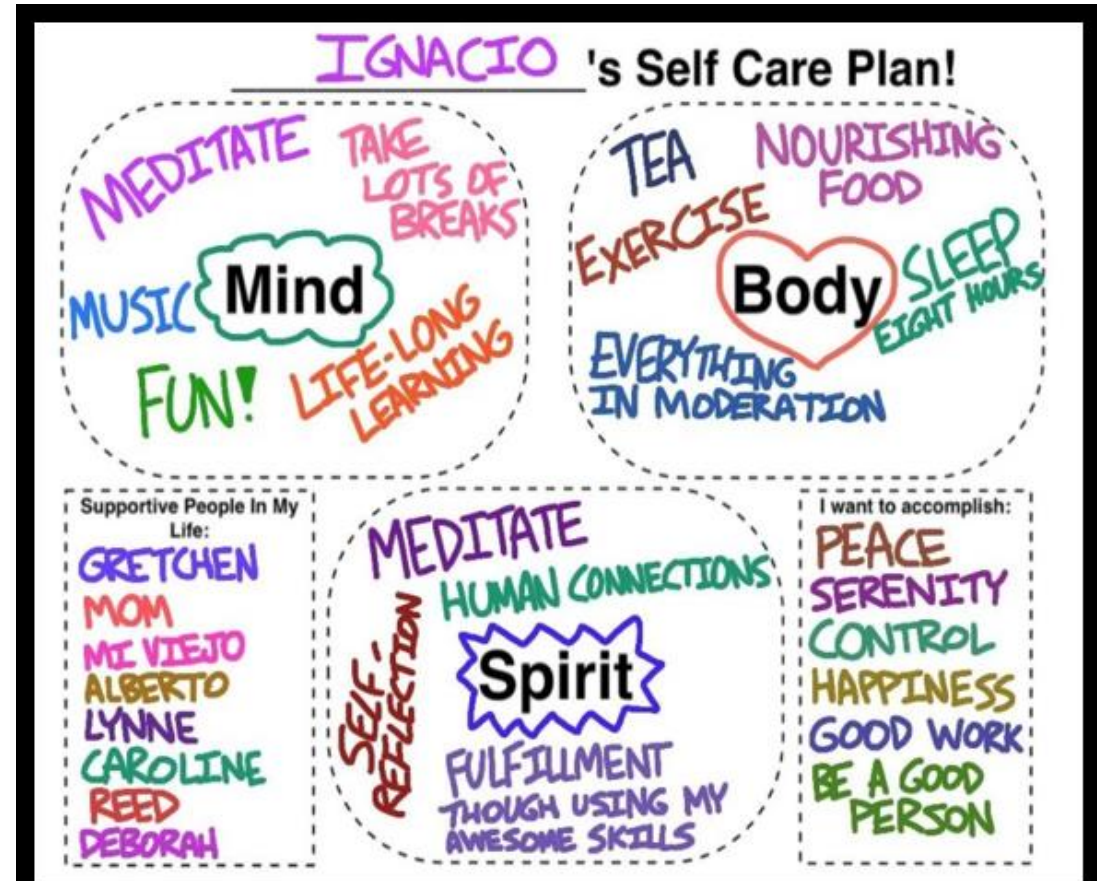 IGNACIO 's Self Care Plan!
MEDITATE
TAKE
LOTS OF
BREAKS
MUSIC
Mind
FUN!
LIFE-LONG
LEARNING
TEA
NOURISHING
FOOD
EXERCISE
Body
SLEEP
EIGHT HOURS
EVERYTHING
IN MODERATION
Supportive People In My
Life:
GRETCHEN
MOM
MI VIEJO
ALBERTO
LYNNE
CAROLINE
REED
DEBORAH
MEDITATE
HUMAN CONNECTIONS
SELF-
REFLECTION
Spirit
FULFILLMENT
THOUGH USING MY
AWESOME SKILLS
I want to accomplish:
PEACE
SERENITY
CONTROL
HAPPINESS
GOOD WORK
BE A GOOD
PERSON